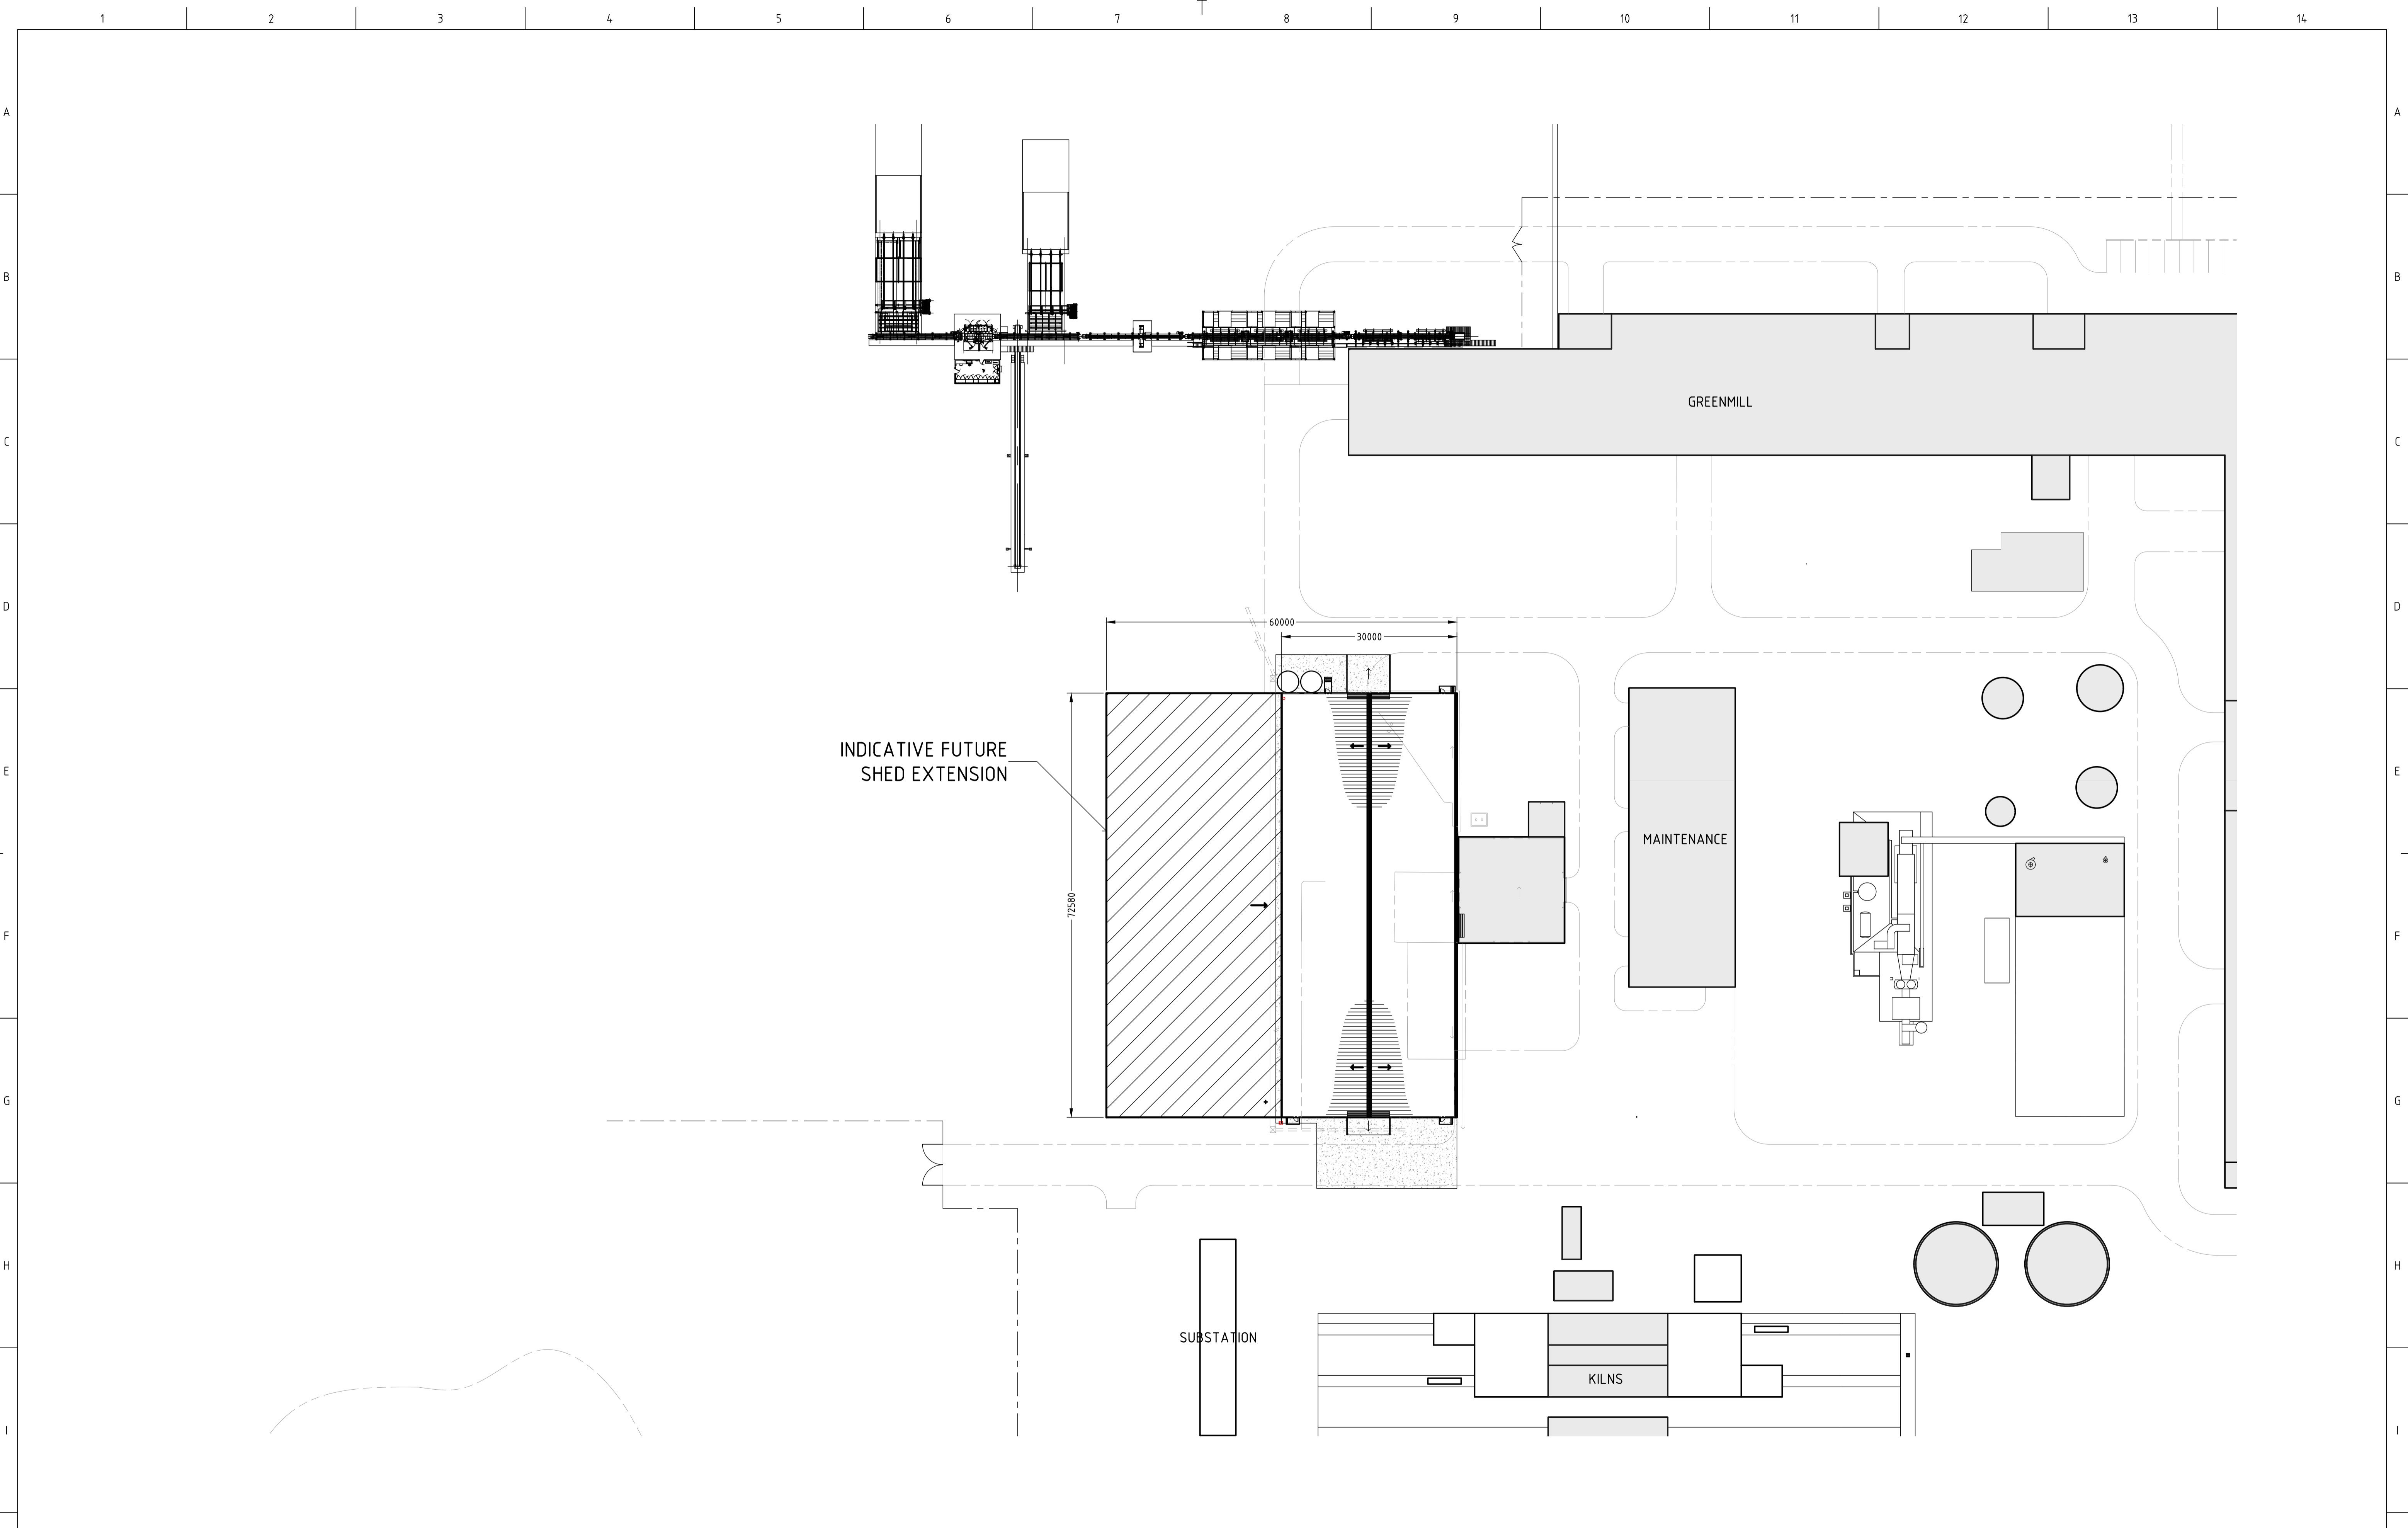 1 2 3 4 5 6 7 8 9 10 11 12 13 14
A A
B B
GREENMILL
C C
D D
60000
30000
INDICATIVE FUTURE
SHED EXTENSION
E E
MAINTENANCE
72580
F F
G G
H H
SUBSTATION
KILNS
I I